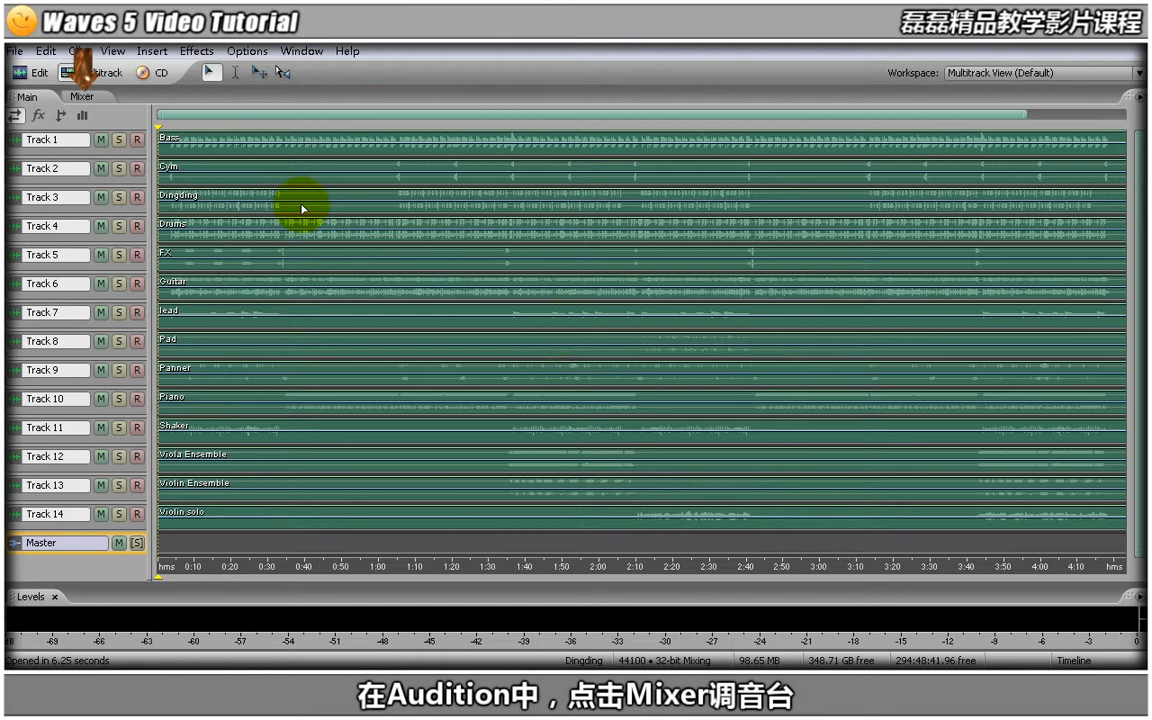 Waves 5 Video Tutorial 磊磊精品教学影片课程
File Edit View Insert Effects Options Window Help
Edit CD Workspace: Multitrack View (Default)
Main Mixer
fx
Track 1 M S R Bass
Track 2 M S R Cym
Track 3 M S R Dingding
Track 4 M S R Drums
Track 5 M S R FX
Track 6 M S R Guitar
Track 7 M S R lead
Track 8 M S R Pad
Track 9 M S R Panner
Track 10 M S R Piano
Track 11 M S R Shaker
Track 12 M S R Viola Ensemble
Track 13 M S R Violin Ensemble
Track 14 M S R Violin solo
Master M [S]
hms 0:10 0:20 0:30 0:40 0:50 1:00 1:10 1:20 1:30 1:40 1:50 2:00 2:10 2:20 2:30 2:40 2:50 3:00 3:10 3:20 3:30 3:40 3:50 4:00 4:10 hms
Levels x
dB -69 -66 -63 -60 -57 -54 -51 -48 -45 -42 -39 -36 -33 -30 -27 -24 -21 -18 -15 -12 -9 -6 -3 0
Opened in 6.25 seconds Dingding 44100 • 32-bit Mixing 98.65 MB 348.71 GB free 294:48:41.96 free Timeline
在Audition中，点击Mixer调音台